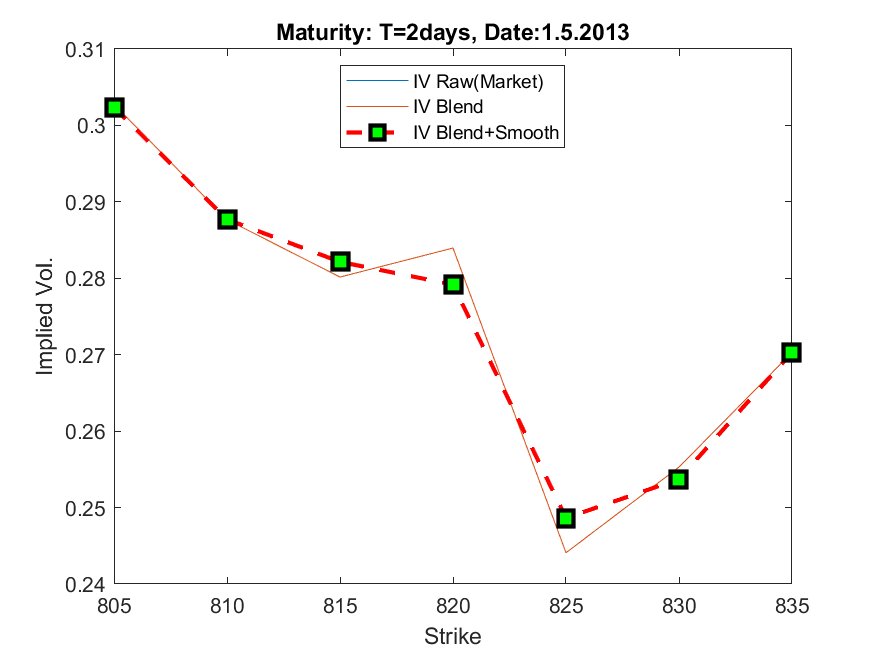 Maturity: T=2days, Date:1.5.2013
0.31
0.3
0.29
0.28
0.27
0.26
0.25
0.24
Implied Vol.
IV Raw(Market)
IV Blend
IV Blend+Smooth
805 810 815 820 825 830 835
Strike